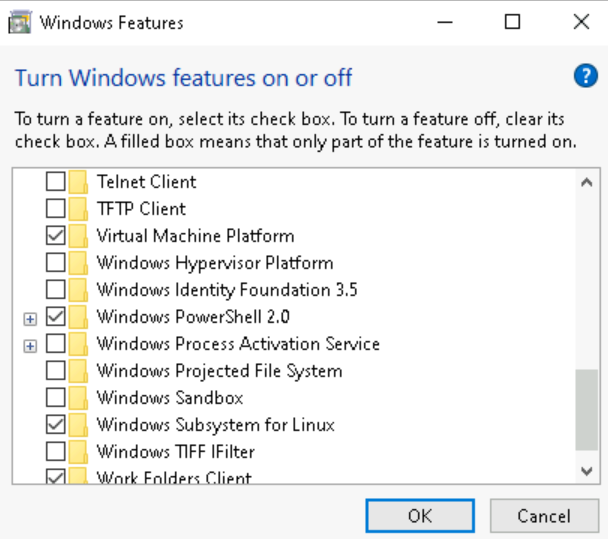 Windows Features
Turn Windows features on or off
To turn a feature on, select its check box. To turn a feature off, clear its
check box. A filled box means that only part of the feature is turned on.
Telnet Client
TFTP Client
Virtual Machine Platform
Windows Hypervisor Platform
Windows Identity Foundation 3.5
Windows PowerShell 2.0
Windows Process Activation Service
Windows Projected File System
Windows Sandbox
Windows Subsystem for Linux
Windows TIFF IFilter
Work Folders Client
OK Cancel